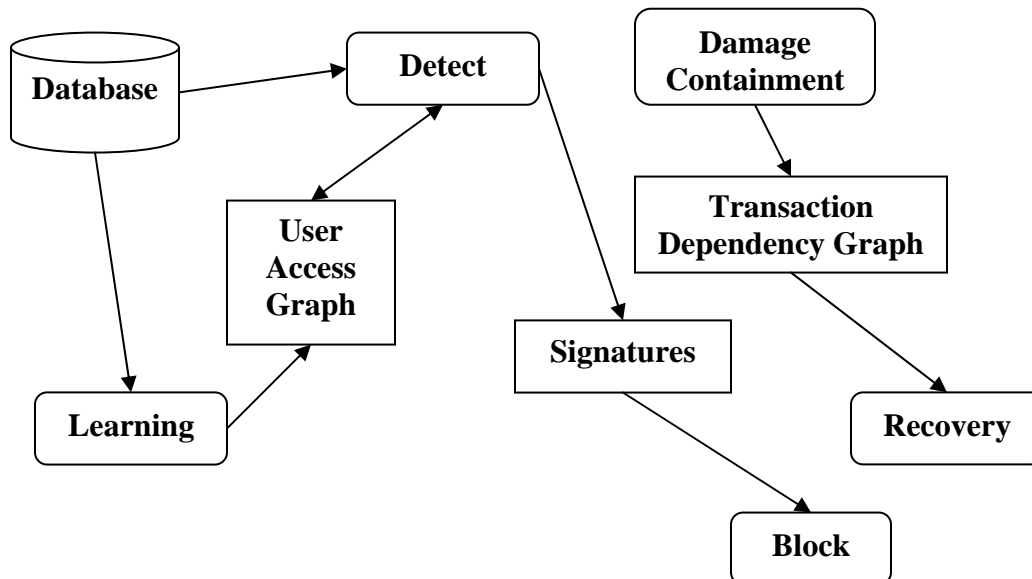 Database
Detect
Damage
Containment
User
Access
Graph
Transaction
Dependency Graph
Signatures
Learning
Recovery
Block